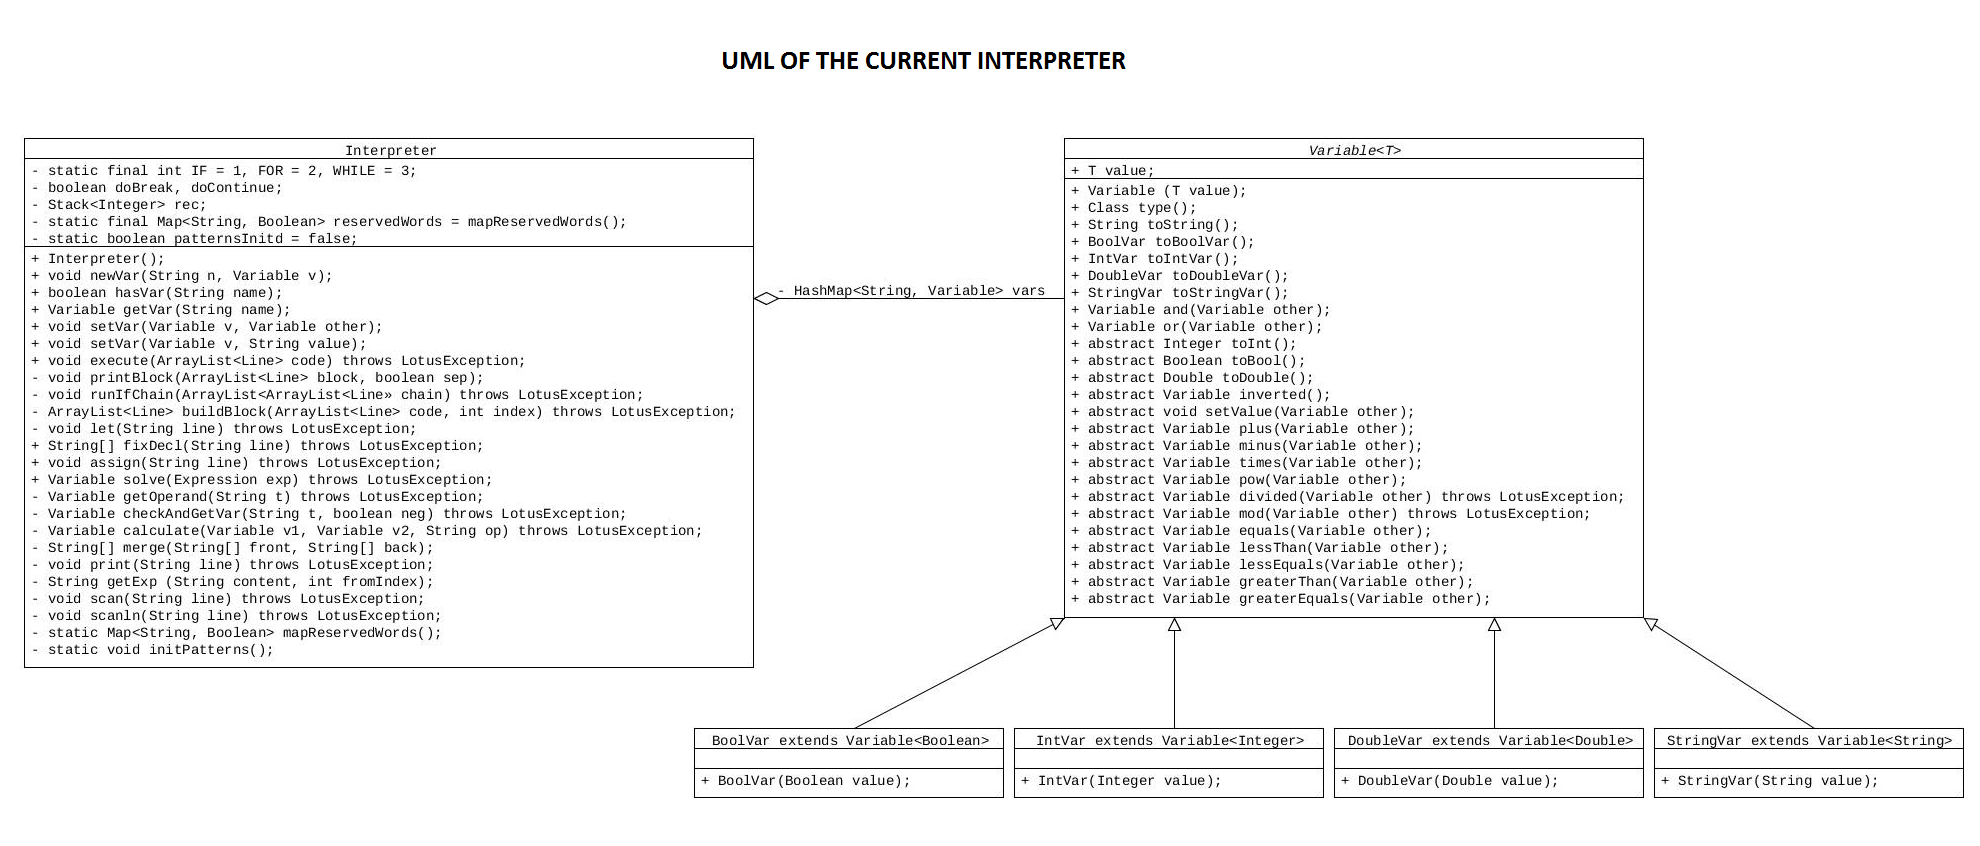 UML OF THE CURRENT INTERPRETER
Interpreter
- static final int IF = 1, FOR = 2, WHILE = 3;
- boolean doBreak, doContinue;
- Stack<Integer> rec;
- static final Map<String, Boolean> reservedWords = mapReservedWords();
- static boolean patternsInitd = false;
+ Interpreter();
+ void newVar(String n, Variable v);
+ boolean hasVar(String name);
+ Variable getVar(String name);
+ void setVar(Variable v, Variable other);
+ void setVar(Variable v, String value);
+ void execute(ArrayList<Line> code) throws LotusException;
- void printBlock(ArrayList<Line> block, boolean sep);
- void runIfChain(ArrayList<ArrayList<Line» chain) throws LotusException;
- ArrayList<Line> buildBlock(ArrayList<Line> code, int index) throws LotusException;
- void let(String line) throws LotusException;
+ String[] fixDecl(String line) throws LotusException;
+ void assign(String line) throws LotusException;
+ Variable solve(Expression exp) throws LotusException;
- Variable getOperand(String t) throws LotusException;
- Variable checkAndGetVar(String t, boolean neg) throws LotusException;
- Variable calculate(Variable v1, Variable v2, String op) throws LotusException;
- String[] merge(String[] front, String[] back);
- void print(String line) throws LotusException;
- String getExp (String content, int fromIndex);
- void scan(String line) throws LotusException;
- void scanln(String line) throws LotusException;
- static Map<String, Boolean> mapReservedWords();
- static void initPatterns();
- HashMap<String, Variable> vars
Variable<T>
+ T value;
+ Variable (T value);
+ Class type();
+ String toString();
+ BoolVar toBoolVar();
+ IntVar toIntVar();
+ DoubleVar toDoubleVar();
+ StringVar toStringVar();
+ Variable and(Variable other);
+ Variable or(Variable other);
+ abstract Integer toInt();
+ abstract Boolean toBool();
+ abstract Double toDouble();
+ abstract Variable inverted();
+ abstract void setValue(Variable other);
+ abstract Variable plus(Variable other);
+ abstract Variable minus(Variable other);
+ abstract Variable times(Variable other);
+ abstract Variable pow(Variable other);
+ abstract Variable divided(Variable other) throws LotusException;
+ abstract Variable mod(Variable other) throws LotusException;
+ abstract Variable equals(Variable other);
+ abstract Variable lessThan(Variable other);
+ abstract Variable lessEquals(Variable other);
+ abstract Variable greaterThan(Variable other);
+ abstract Variable greaterEquals(Variable other);
BoolVar extends Variable<Boolean>
+ BoolVar(Boolean value);
IntVar extends Variable<Integer>
+ IntVar(Integer value);
DoubleVar extends Variable<Double>
+ DoubleVar(Double value);
StringVar extends Variable<String>
+ StringVar(String value);